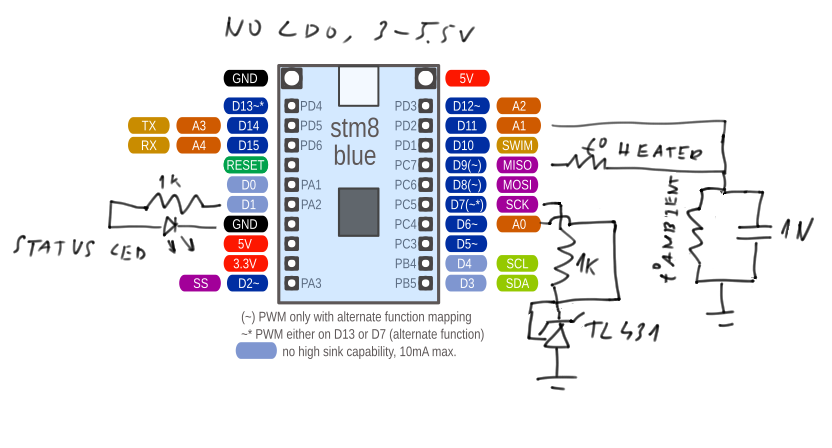 NO LDO, 3-5.5V
GND 5V
D13~* PD4 PD3 D12~ A2
TX A3 D14 PD5 PD2 D11 A1
RX A4 D15 PD6 PD1 D10 SWIM
stm8
blue
RESET PC7 D9(~) MISO
t° HEATER
D0 PA1 PC6 D8(~) MOSI
1K
D1 PA2 PC5 D7(~*) SCK
GND PC4 D6~ A0
t° AMBIENT
1N
STATUS LED
5V PC3 D5~
3.3V PB4 D4 SCL
1K
SS D2~ PA3 PB5 D3 SDA
(~) PWM only with alternate function mapping
~* PWM either on D13 or D7 (alternate function)
no high sink capability, 10mA max.
TL431